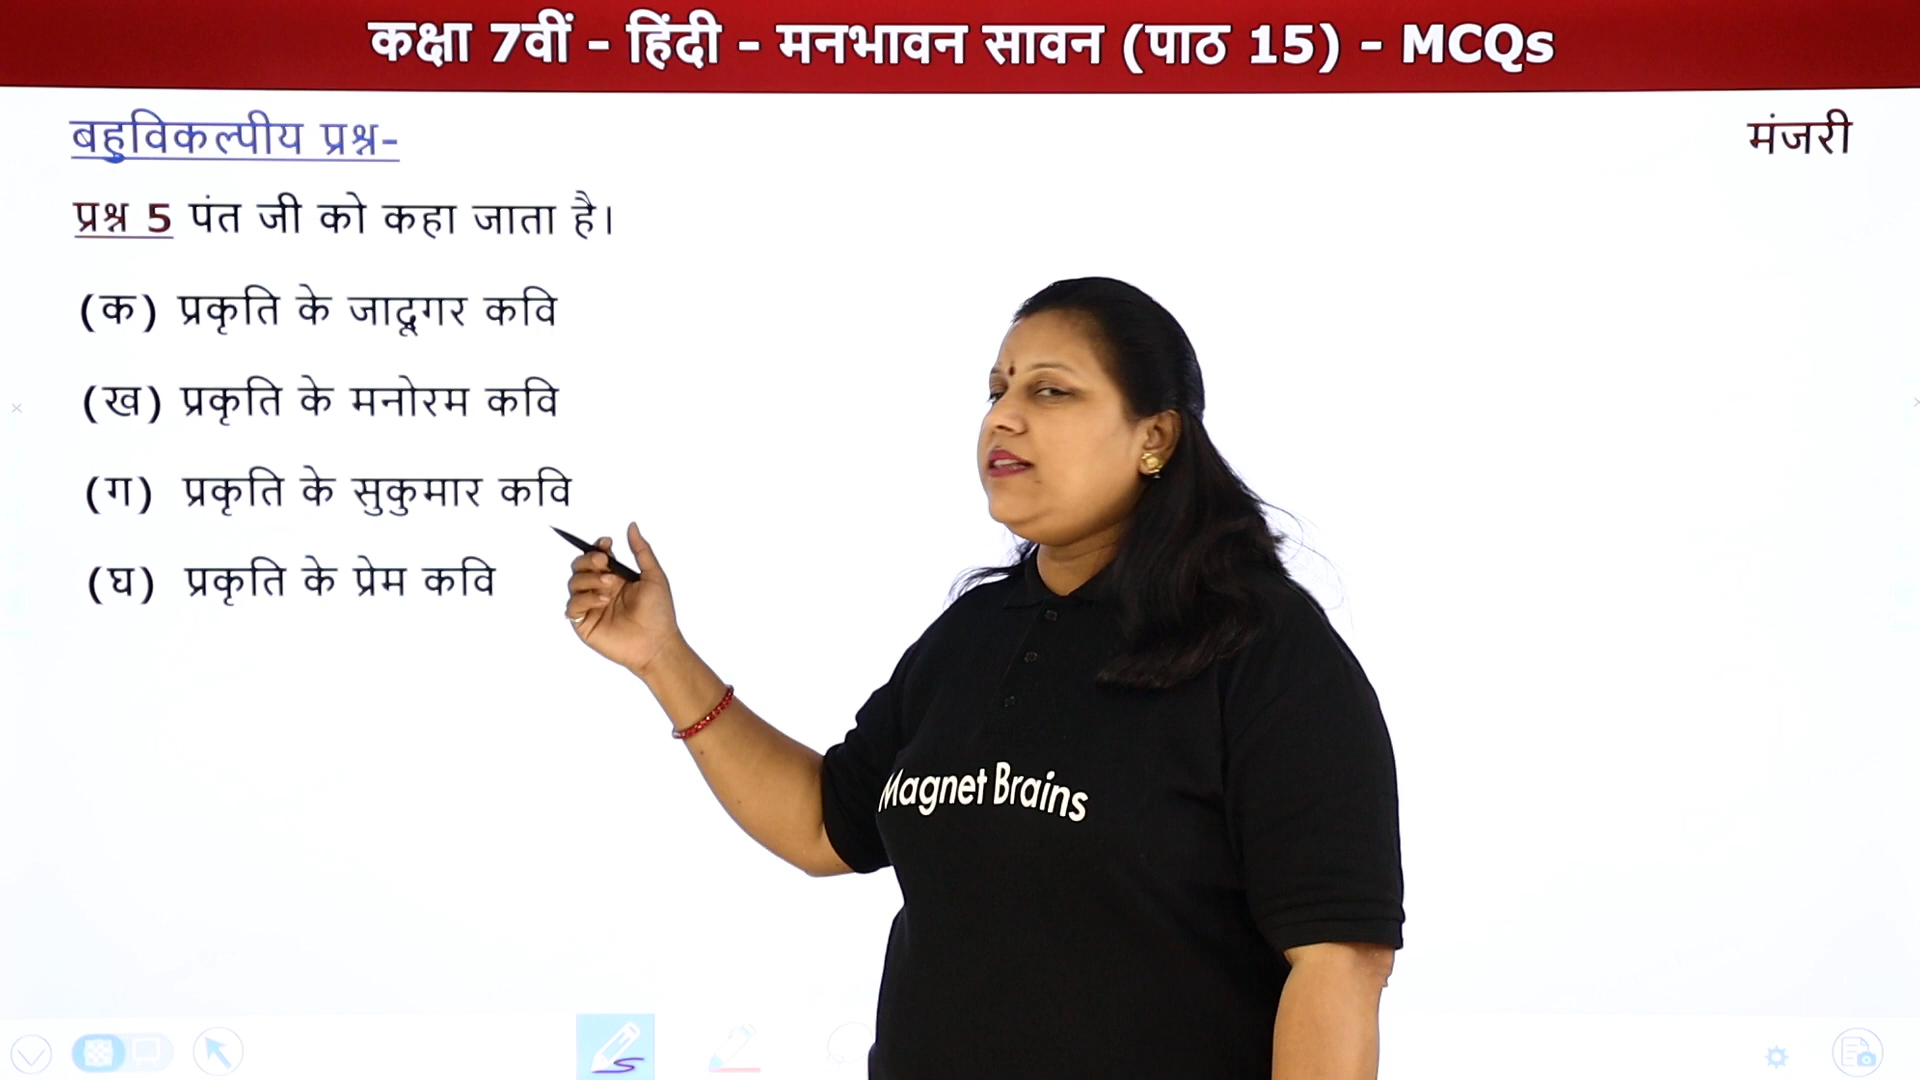 कक्षा 7वीं - हिंदी - मनभावन सावन (पाठ 15) - MCQs
बहुविकल्पीय प्रश्न-
मंजरी
प्रश्न 5 पंत जी को कहा जाता है।
(क) प्रकृति के जादूगर कवि
(ख) प्रकृति के मनोरम कवि
(ग) प्रकृति के सुकुमार कवि
(घ) प्रकृति के प्रेम कवि
Magnet Brains